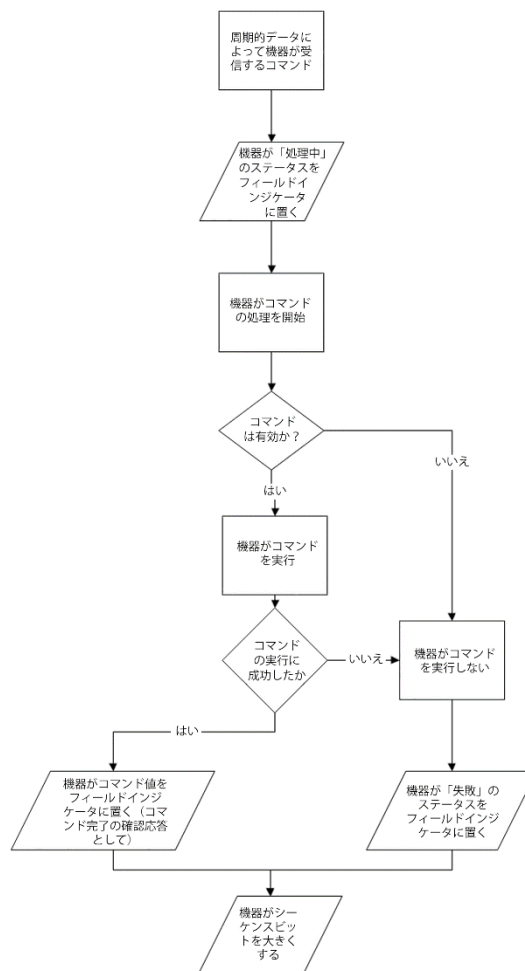 周期的データに
よって機器が受
信するコマンド
機器が「処理中」
のステータスを
フィールドイ
ンジケータ
に置く
機器がコマンド
の処理を開始
コマンド
は有効か？
いいえ
はい
機器がコマンド
を実行
コマンド
の実行に
成功したか
いいえ
機器がコマンド
を実行しない
はい
機器がコマンド値を
フィールドインジ
ケータに置く（コマ
ンド完了の確認応答
として）
機器が「失敗」の
ステータスを
フィールドインジ
ケータに置く
機器がシー
ケンスビッ
トを大きく
する